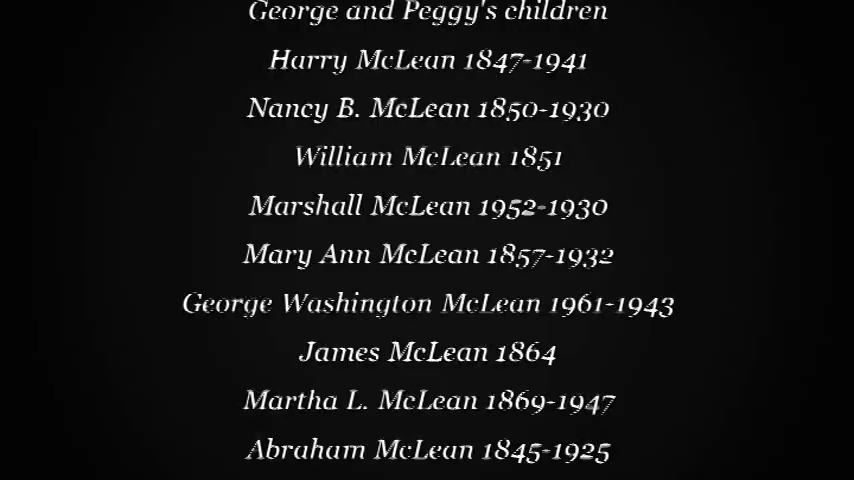 George and Peggy's children
Harry McLean 1847-1941
Nancy B. McLean 1850-1930
William McLean 1851
Marshall McLean 1952-1930
Mary Ann McLean 1857-1932
George Washington McLean 1961-1943
James McLean 1864
Martha L. McLean 1869-1947
Abraham McLean 1845-1925